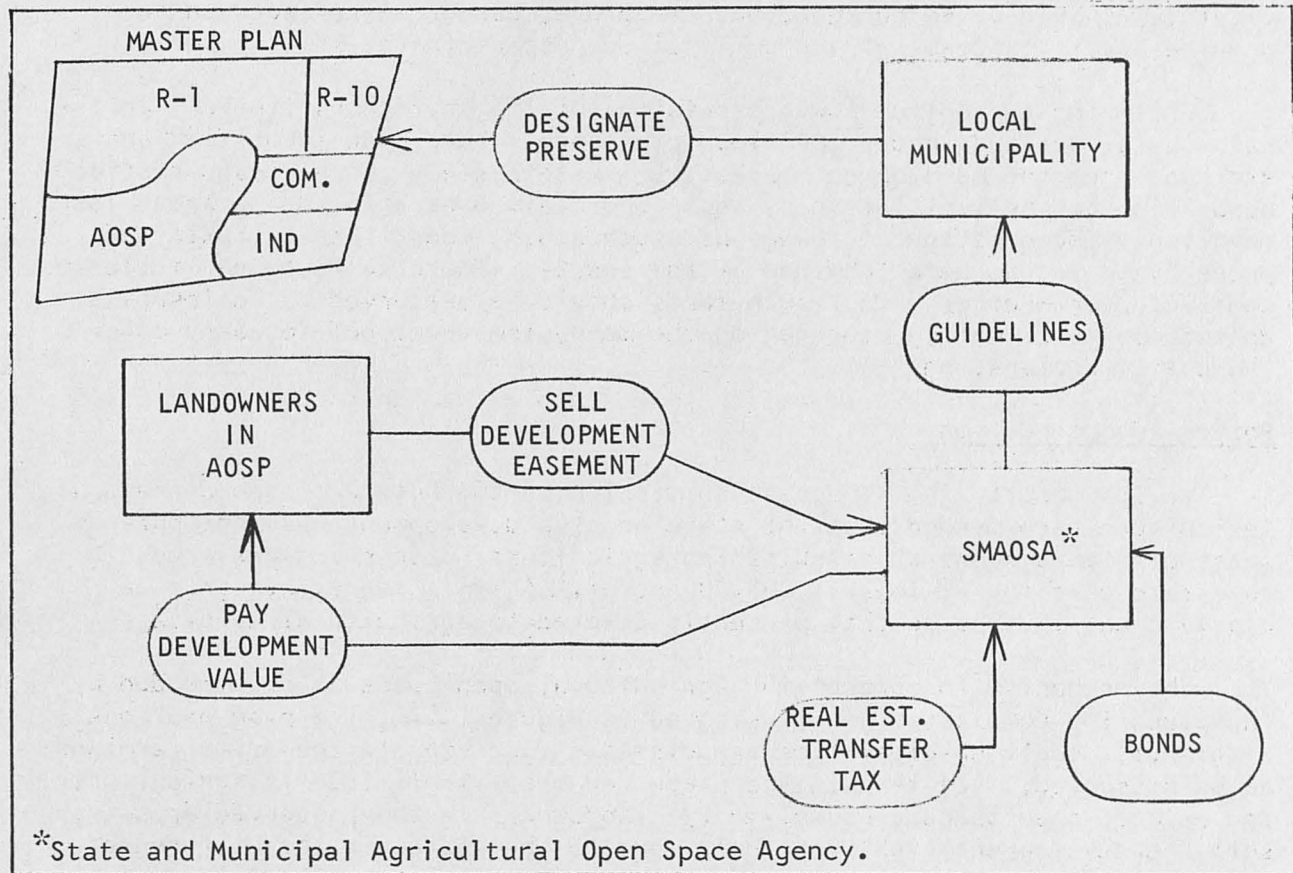 MASTER PLAN
R-1
R-10
COM.
AOSP
IND
DESIGNATE
PRESERVE
LOCAL
MUNICIPALITY
GUIDELINES
LANDOWNERS
IN
AOSP
SELL
DEVELOPMENT
EASEMENT
SMAOSA*
PAY
DEVELOPMENT
VALUE
REAL EST.
TRANSFER
TAX
BONDS
*State and Municipal Agricultural Open Space Agency.